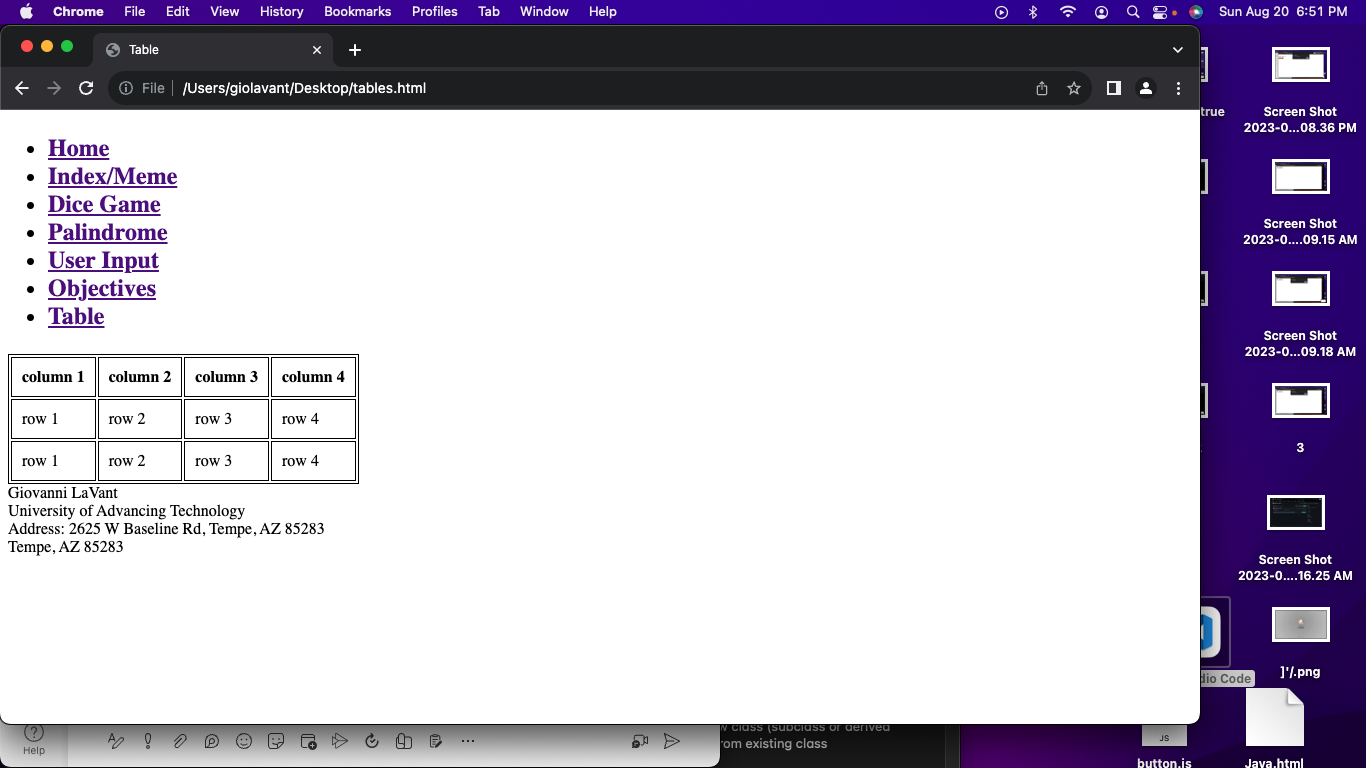 Chrome File Edit View History Bookmarks Profiles Tab Window Help Sun Aug 20 6:51 PM
Table
File /Users/giolavant/Desktop/tables.html
Home
Index/Meme
Dice Game
Palindrome
User Input
Objectives
Table
column 1 column 2 column 3 column 4
row 1 row 2 row 3 row 4
row 1 row 2 row 3 row 4
Giovanni LaVant
University of Advancing Technology
Address: 2625 W Baseline Rd, Tempe, AZ 85283
Tempe, AZ 85283
true
Screen Shot
2023-0...08.36 PM
Screen Shot
2023-0....09.15 AM
Screen Shot
2023-0...09.18 AM
3
Screen Shot
2023-0....16.25 AM
]'/.png
dio Code
JS
button.js
Java.html
Help
w class (subclass or derived
rom existing class